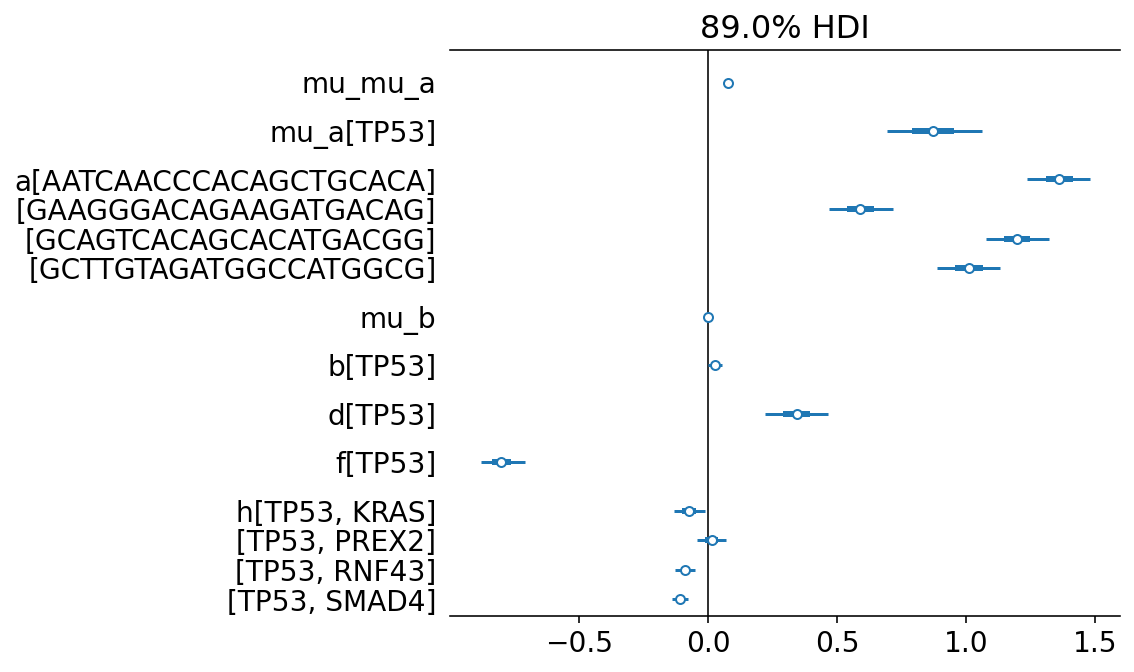 89.0% HDI
mu_mu_a
mu_a[TP53]
a[AATCAACCCACAGCTGCACA]
[GAAGGGACAGAAGATGACAG]
[GCAGTCACAGCACATGACGG]
[GCTTGTAGATGGCCATGGCG]
mu_b
b[TP53]
d[TP53]
f[TP53]
h[TP53, KRAS]
[TP53, PREX2]
[TP53, RNF43]
[TP53, SMAD4]
−0.5 0.0 0.5 1.0 1.5